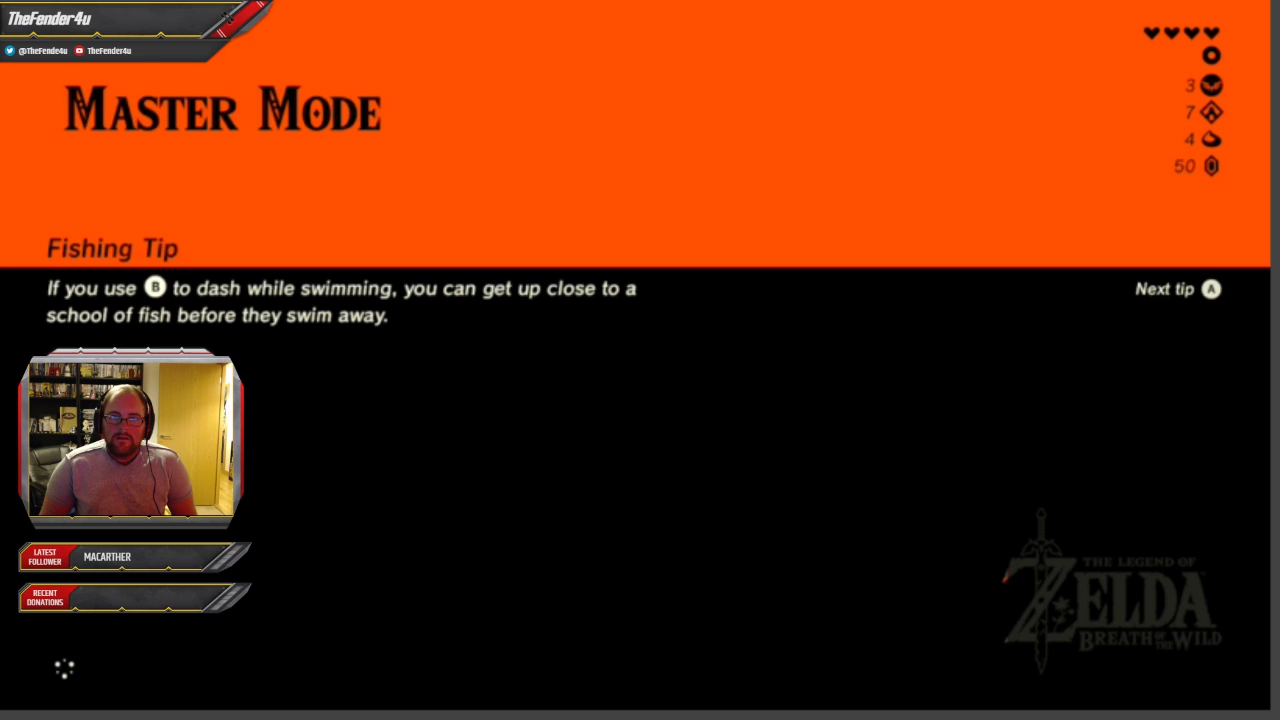 TheFender4u
@TheFende4u TheFender4u
MASTER MODE
3
7
4
50
Fishing Tip
If you use B to dash while swimming, you can get up close to a
school of fish before they swim away.
Next tip A
LATEST
FOLLOWER
MACARTHER
RECENT
DONATIONS
THE LEGEND OF
ZELDA
BREATH OF THE WILD